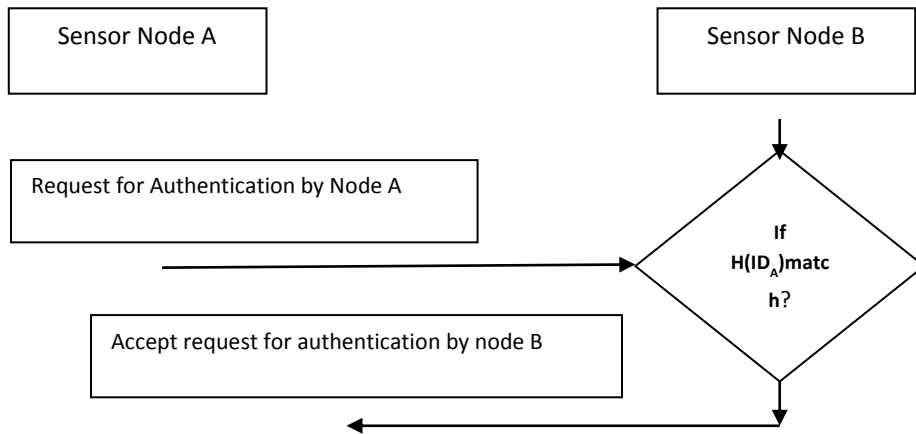 Sensor Node A
Sensor Node B
Request for Authentication by Node A
If
H(ID_A)matc
h?
Accept request for authentication by node B